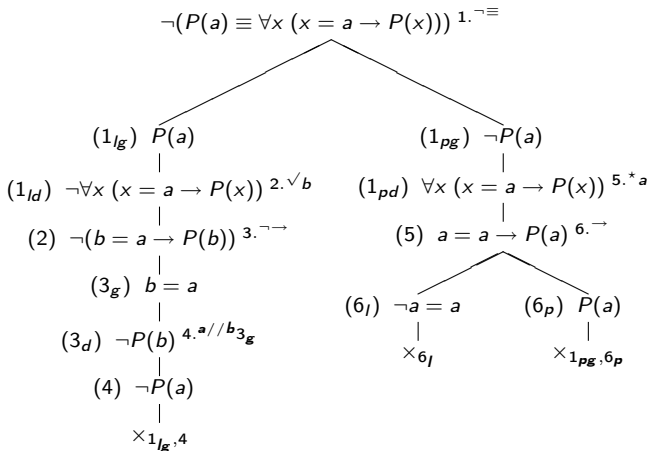 ¬(P(a) ≡ ∀x (x = a → P(x))) 1.¬≡
(1lg) P(a) (1pg) ¬P(a)
(1ld) ¬∀x (x = a → P(x)) 2.√b (1pd) ∀x (x = a → P(x)) 5.⋆a
(2) ¬(b = a → P(b)) 3.¬→ (5) a = a → P(a) 6.→
(3g) b = a (6l) ¬a = a (6p) P(a)
(3d) ¬P(b) 4.a//b3g ×6l ×1pg,6p
(4) ¬P(a)
×1lg,4